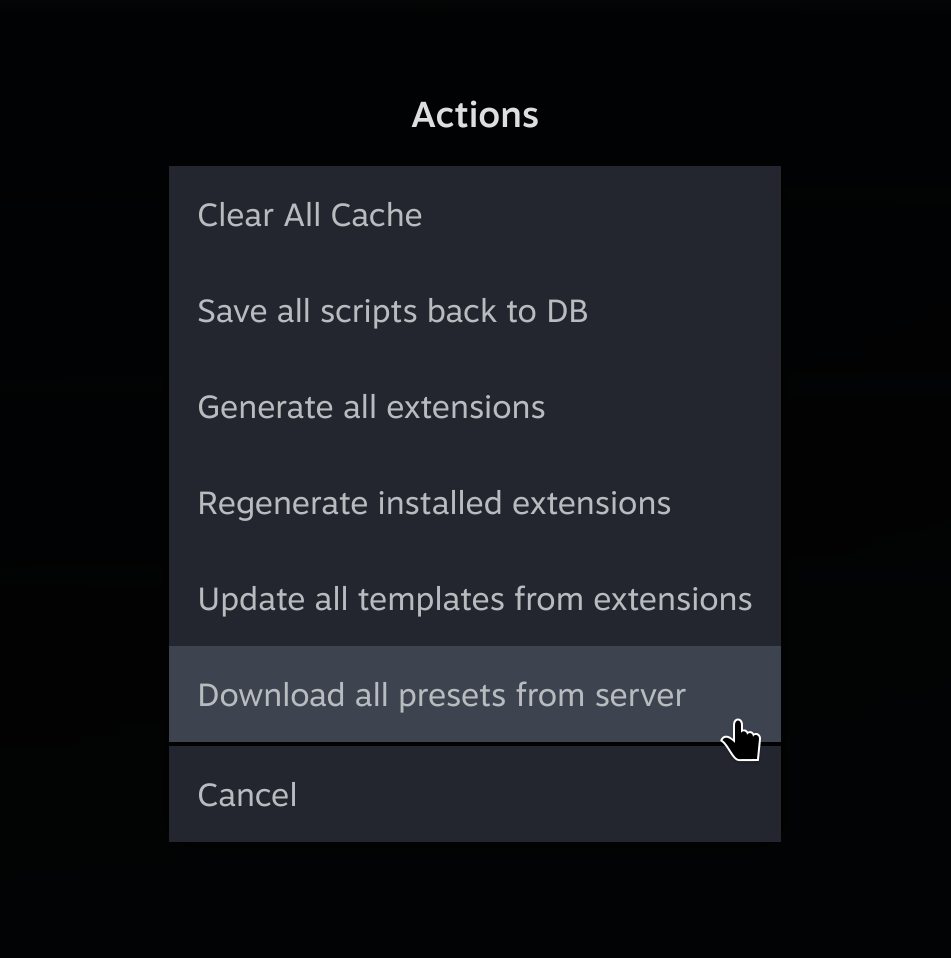 Actions
Clear All Cache
Save all scripts back to DB
Generate all extensions
Regenerate installed extensions
Update all templates from extensions
Download all presets from server
Cancel